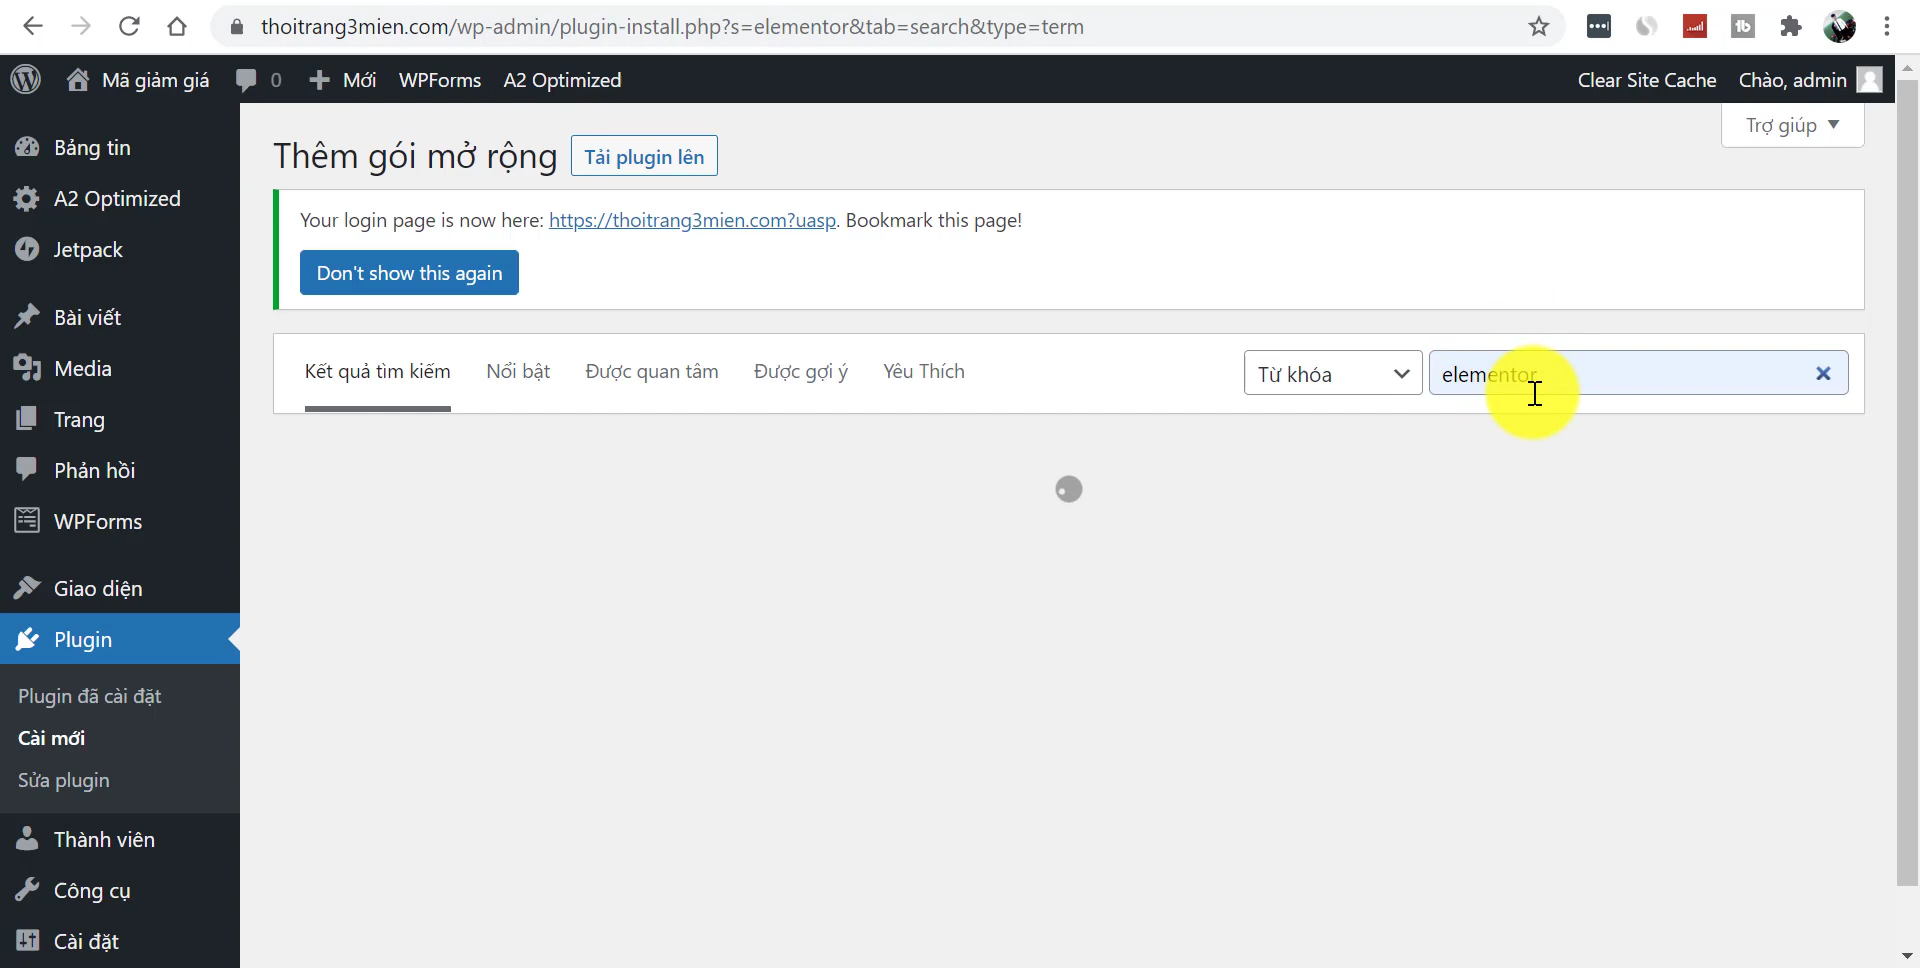 thoitrang3mien.com/wp-admin/plugin-install.php?s=elementor&tab=search&type=term
Mã giảm giá 0 Mới WPForms A2 Optimized Clear Site Cache Chào, admin
Trợ giúp
Thêm gói mở rộng Tải plugin lên
Your login page is now here: https://thoitrang3mien.com?uasp. Bookmark this page!
Don't show this again
Kết quả tìm kiếm Nổi bật Được quan tâm Được gợi ý Yêu Thích Từ khóa elementor
Bảng tin
A2 Optimized
Jetpack
Bài viết
Media
Trang
Phản hồi
WPForms
Giao diện
Plugin
Plugin đã cài đặt
Cài mới
Sửa plugin
Thành viên
Công cụ
Cài đặt